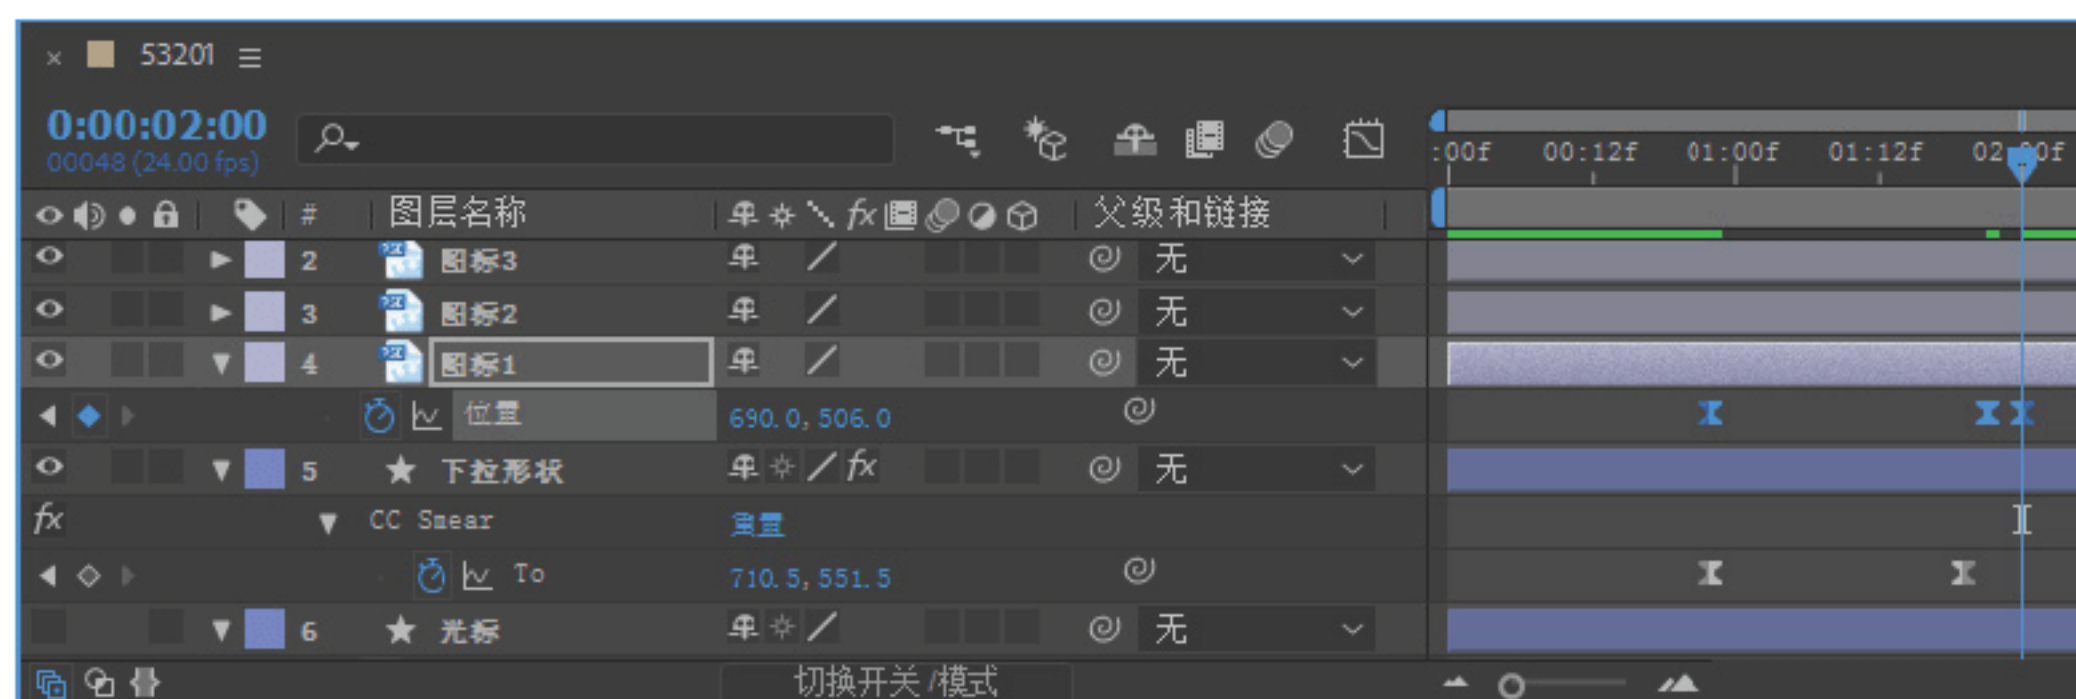 53201
0:00:02:00
00048 (24.00 fps)
:00f 00:12f 01:00f 01:12f 02:00f
# 图层名称 fx 父级和链接
2 图标3 无
3 图标2 无
4 图标1 无
位置 690.0, 506.0
5 下拉形状 fx 无
fx CC Smear 重置
To 710.5, 551.5
6 光标 无
切换开关/模式